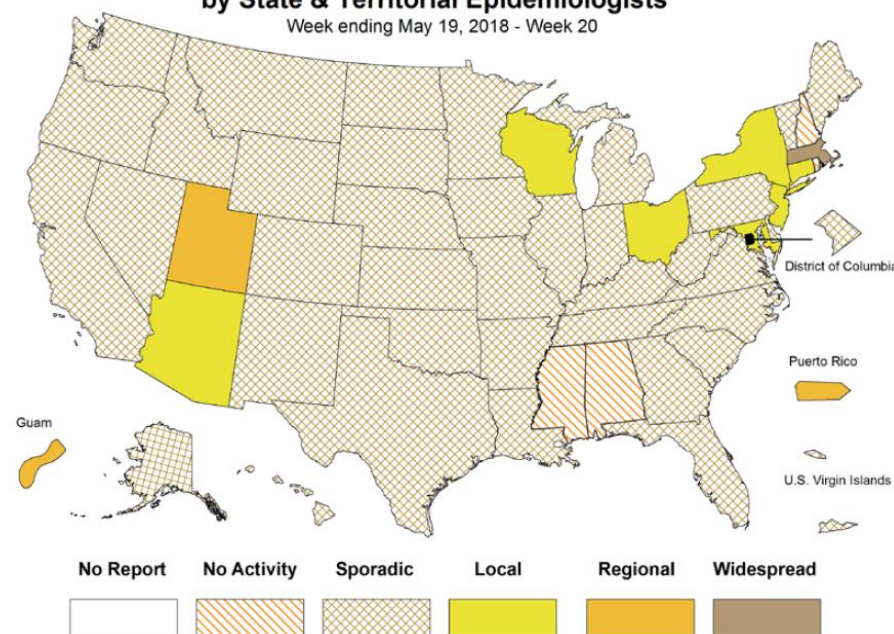 by State & Territorial Epidemiologists
Week ending May 19, 2018 - Week 20
District of Columbia
Puerto Rico
Guam
U.S. Virgin Islands
No Report No Activity Sporadic Local Regional Widespread